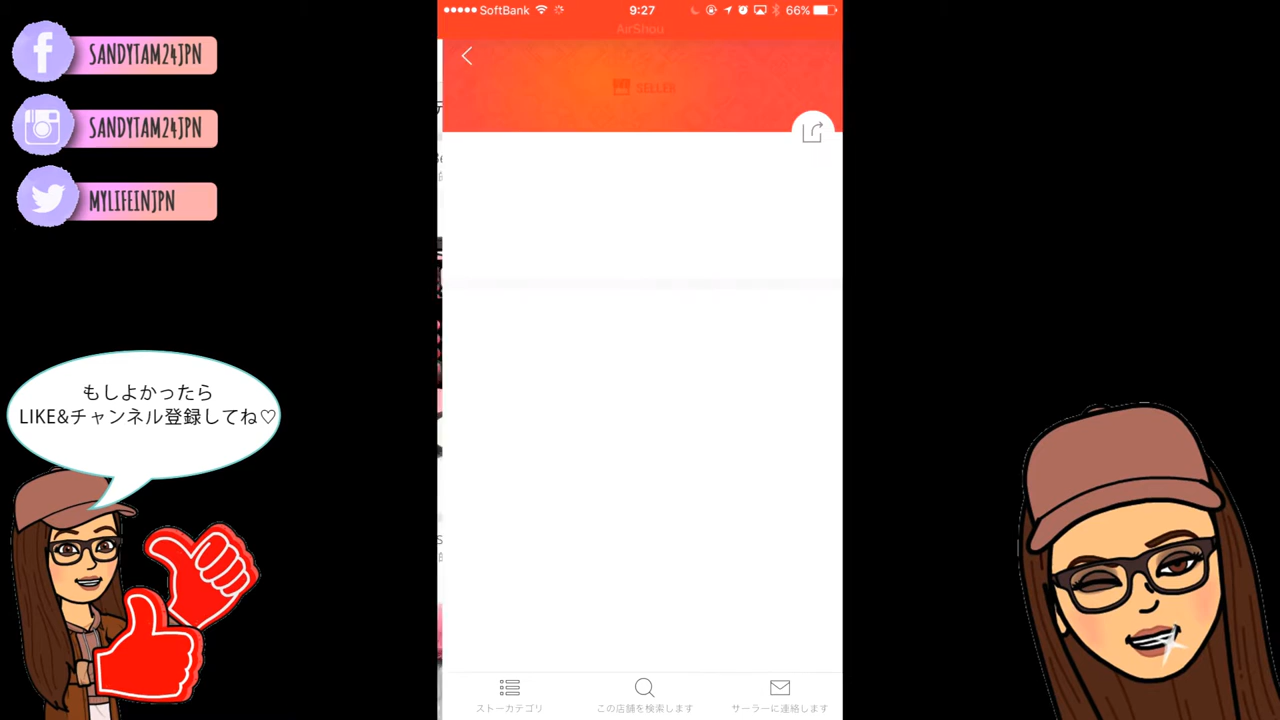 SANDYTAM24JPN
SANDYTAM24JPN
MYLIFEINJPN
もしよかったら
LIKE&チャンネル登録してね♡
SoftBank
9:27
66%
AirShou
SELLER
ストーカテゴリ
この店舗を検索します
サーラーに連絡します